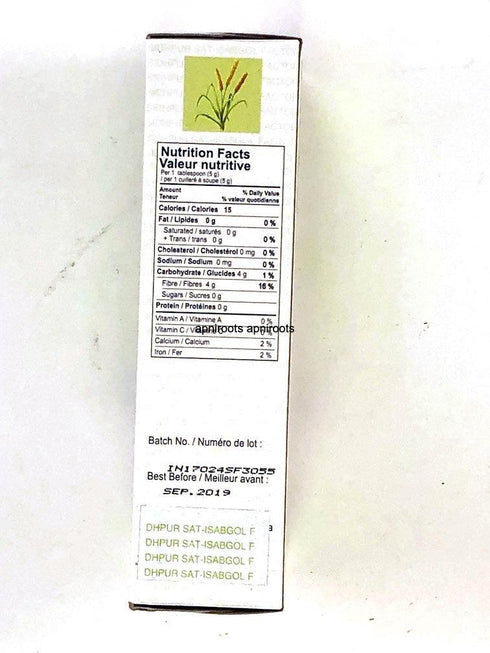 Nutrition Facts
Valeur nutritive
Per 1 tablespoon (5 g)
/ per 1 cuilleré à soupe (5 g)
Amount % Daily Value
Teneur % valeur quotidienne
Calories / Calories 15
Fat / Lipides 0 g 0 %
Saturated / saturés 0 g
+ Trans / trans 0 g 0 %
Cholesterol / Cholestérol 0 mg 0 %
Sodium / Sodium 0 mg 0 %
Carbohydrate / Glucides 4 g 1 %
Fibre / Fibres 4 g 16 %
Sugars / Sucres 0 g
Protein / Protéines 0 g
Vitamin A / Vitamine A 0 %
apniroots apniroots
Vitamin C / 0 %
Calcium / Calcium 2 %
Iron / Fer 2 %
Batch No. / Numéro de lot :
IN17024SF3055
Best Before / Meilleur avant :
SEP. 2019
DHPUR SAT-ISABGOL F
DHPUR SAT-ISABGOL F
DHPUR SAT-ISABGOL F
DHPUR SAT-ISABGOL F